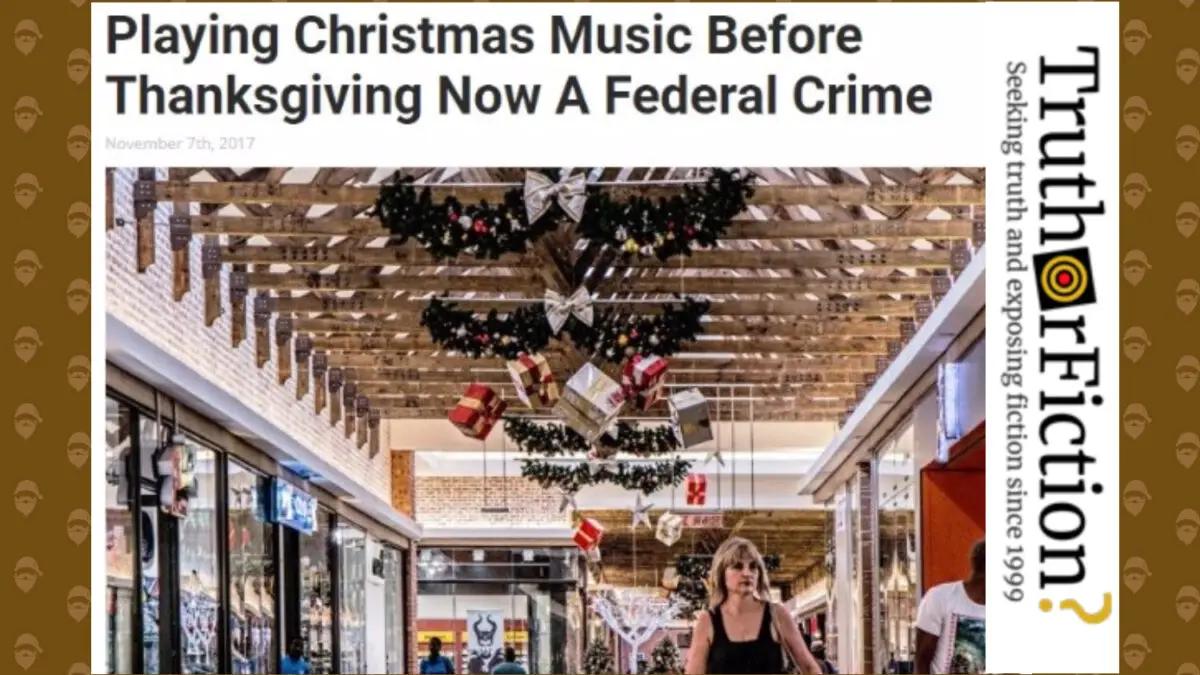 Playing Christmas Music Before
Thanksgiving Now A Federal Crime
November 7th, 2017
TruthorFiction?
Seeking truth and exposing fiction since 1999